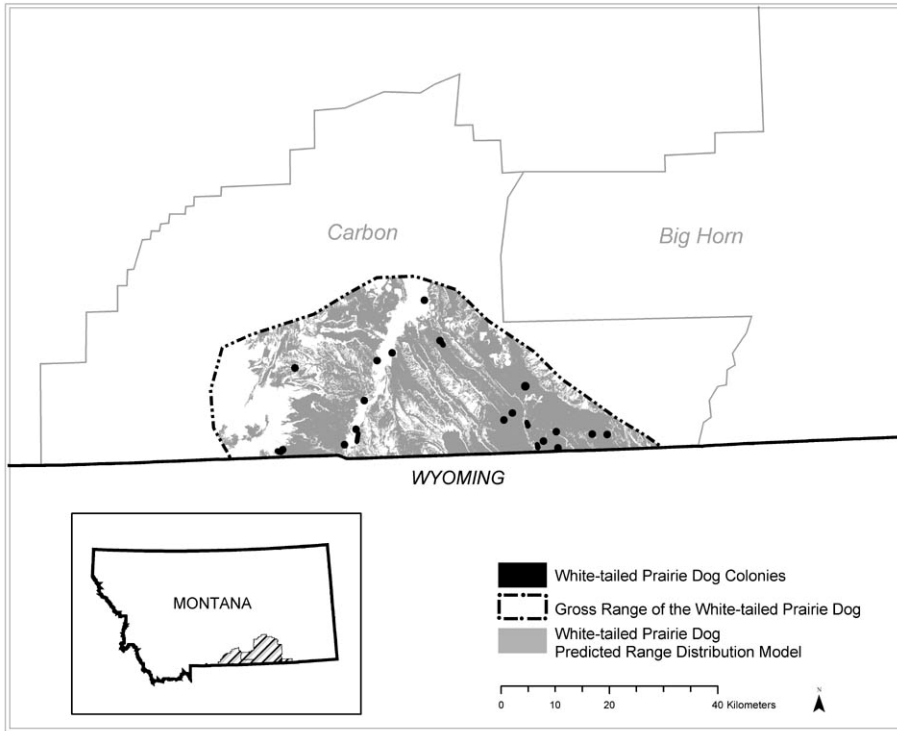 Carbon
Big Horn
WYOMING
MONTANA
White-tailed Prairie Dog Colonies
Gross Range of the White-tailed Prairie Dog
White-tailed Prairie Dog
Predicted Range Distribution Model
0 10 20 40 Kilometers
N